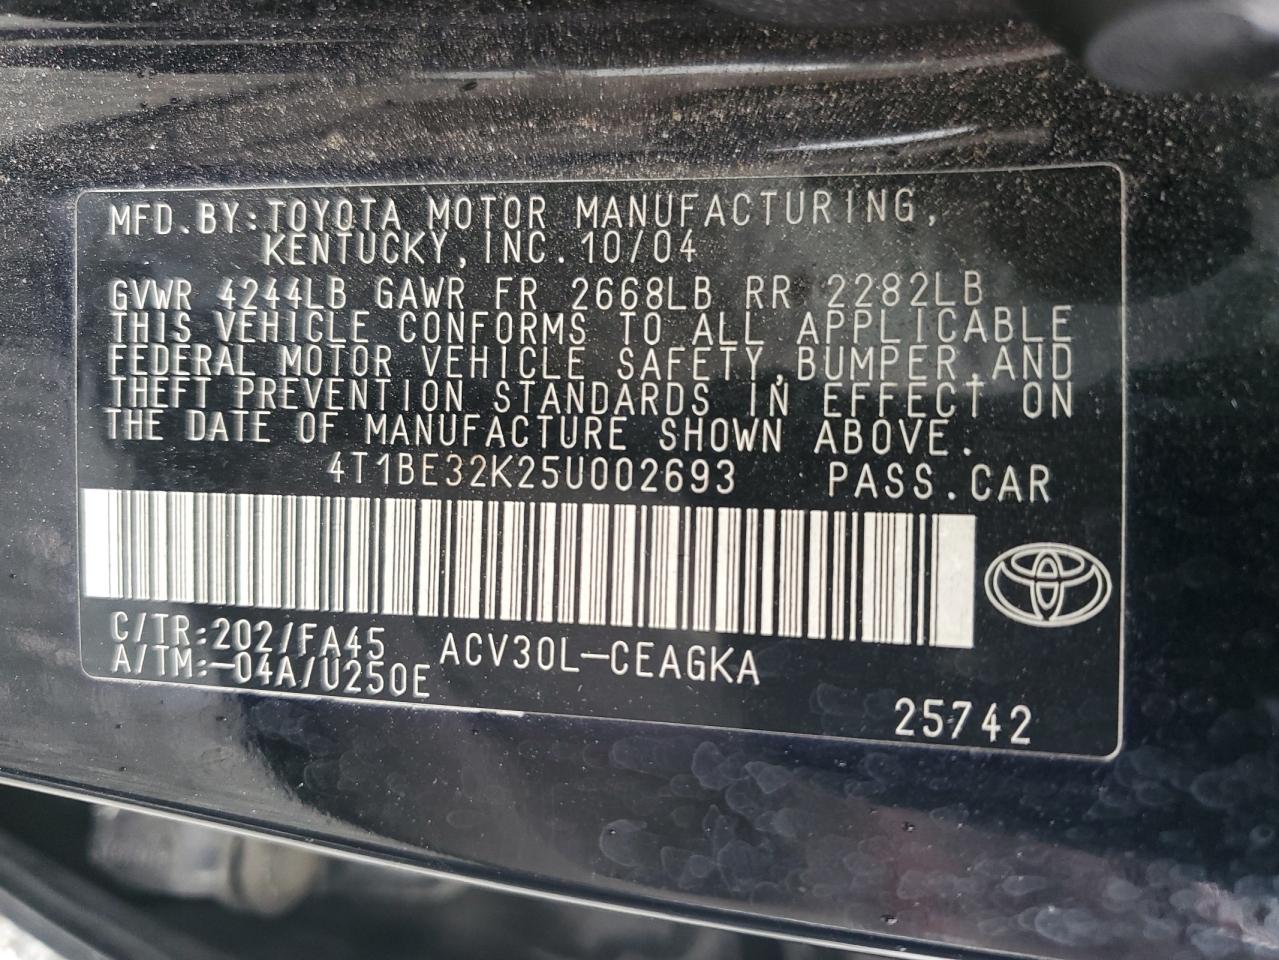 MFD.BY:TOYOTA MOTOR MANUFACTURING,
KENTUCKY,INC.10/04
GVWR 4244LB GAWR FR 2668LB RR 2282LB
THIS VEHICLE CONFORMS TO ALL APPLICABLE
FEDERAL MOTOR VEHICLE SAFETY,BUMPER,AND
THEFT PREVENTION STANDARDS IN EFFECT ON
THE DATE OF MANUFACTURE SHOWN ABOVE.
4T1BE32K25U002693 PASS.CAR
C/TR:202/FA45 ACV30L-CEAGKA
A/TM:-04A/U250E
25742